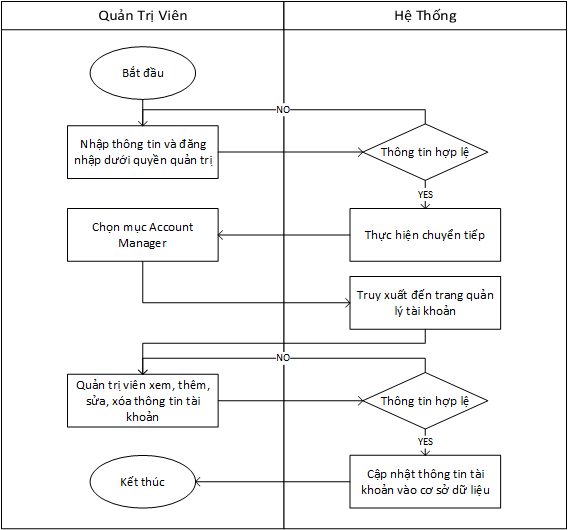 Quản Trị Viên
Hệ Thống
Bắt đầu
NO
Nhập thông tin và đăng
nhập dưới quyền quản trị
Thông tin hợp lệ
YES
Chọn mục Account
Manager
Thực hiện chuyển tiếp
Truy xuất đến trang quản
lý tài khoản
NO
Quản trị viên xem, thêm,
sửa, xóa thông tin tài
khoản
Thông tin hợp lệ
YES
Kết thúc
Cập nhật thông tin tài
khoản vào cơ sở dữ liệu